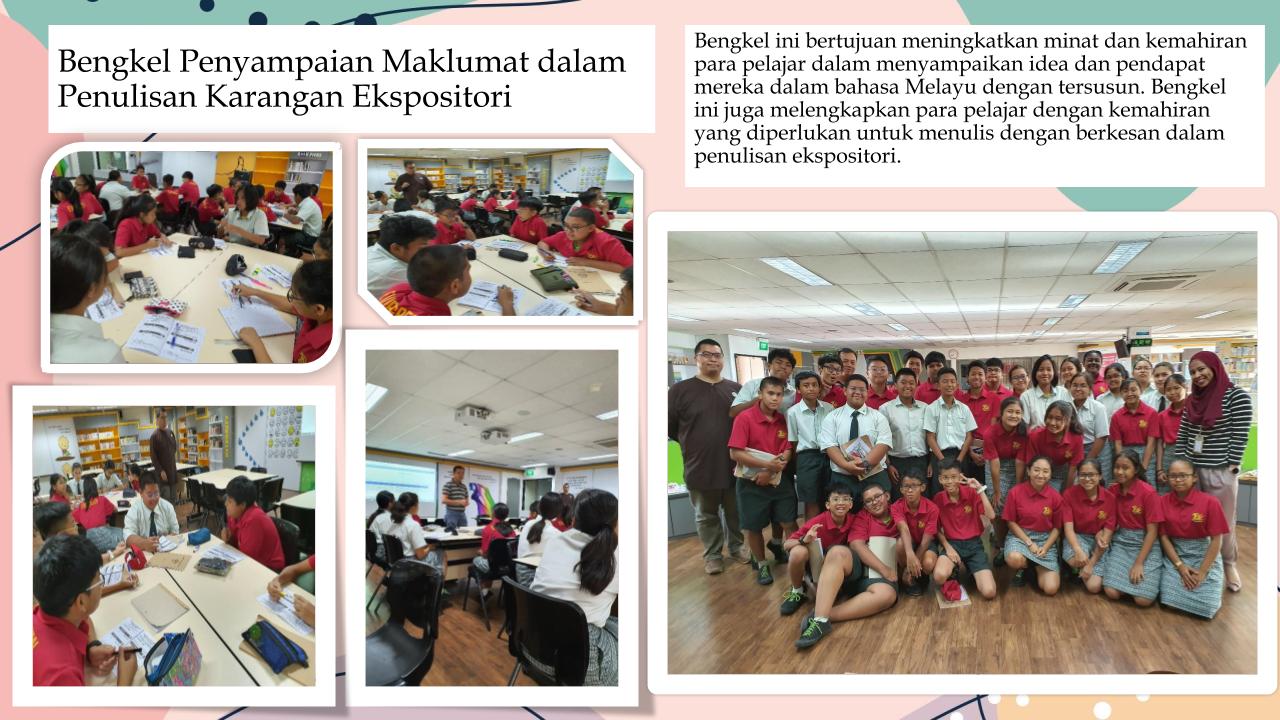 Bengkel Penyampaian Maklumat dalam
Penulisan Karangan Ekspositori
Bengkel ini bertujuan meningkatkan minat dan kemahiran
para pelajar dalam menyampaikan idea dan pendapat
mereka dalam bahasa Melayu dengan tersusun. Bengkel
ini juga melengkapkan para pelajar dengan kemahiran
yang diperlukan untuk menulis dengan berkesan dalam
penulisan ekspositori.